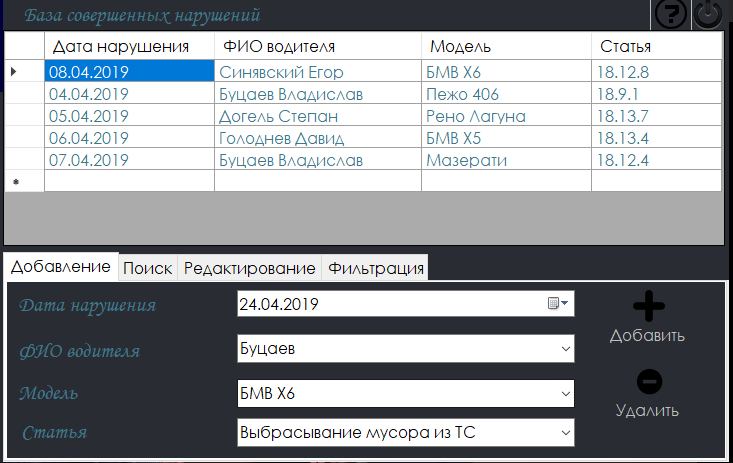 База совершенных нарушений ?
Дата нарушения ФИО водителя Модель Статья
08.04.2019 Синявский Егор БМВ Х6 18.12.8
04.04.2019 Буцаев Владислав Пежо 406 18.9.1
05.04.2019 Догель Степан Рено Лагуна 18.13.7
06.04.2019 Голоднев Давид БМВ Х5 18.13.4
07.04.2019 Буцаев Владислав Мазерати 18.12.4
Добавление Поиск Редактирование Фильтрация
Дата нарушения 24.04.2019
Добавить
ФИО водителя Буцаев
Модель БМВ Х6
Удалить
Статья Выбрасывание мусора из ТС